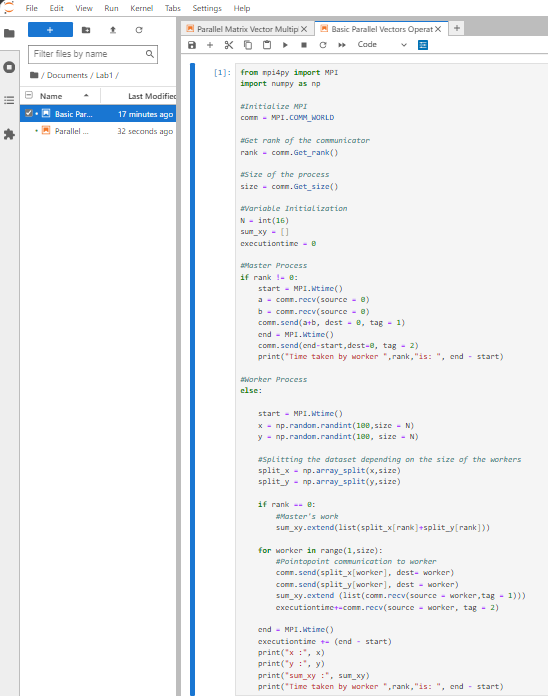 File Edit View Run Kernel Tabs Settings Help
Filter files by name
/ Documents / Lab1 /
Name Last Modified
Basic Par... 17 minutes ago
Parallel ... 32 seconds ago
Parallel Matrix Vector Multip
Basic Parallel Vectors Operat
Code
[1]:
from mpi4py import MPI
import numpy as np
#Initialize MPI
comm = MPI.COMM_WORLD
#Get rank of the communicator
rank = comm.Get_rank()
#Size of the process
size = comm.Get_size()
#Variable Initialization
N = int(16)
sum_xy = []
executiontime = 0
#Master Process
if rank != 0:
start = MPI.Wtime()
a = comm.recv(source = 0)
b = comm.recv(source = 0)
comm.send(a+b, dest = 0, tag = 1)
end = MPI.Wtime()
comm.send(end-start,dest=0, tag = 2)
print("Time taken by worker ",rank,"is: ", end - start)
#Worker Process
else:
start = MPI.Wtime()
x = np.random.randint(100,size = N)
y = np.random.randint(100, size = N)
#Splitting the dataset depending on the size of the workers
split_x = np.array_split(x,size)
split_y = np.array_split(y,size)
if rank == 0:
#Master's work
sum_xy.extend(list(split_x[rank]+split_y[rank]))
for worker in range(1,size):
#Pointopoint communication to worker
comm.send(split_x[worker], dest= worker)
comm.send(split_y[worker], dest = worker)
sum_xy.extend (list(comm.recv(source = worker,tag = 1)))
executiontime+=comm.recv(source = worker, tag = 2)
end = MPI.Wtime()
executiontime += (end - start)
print("x :", x)
print("y :", y)
print("sum_xy :", sum_xy)
print("Time taken by worker ",rank,"is: ", end - start)